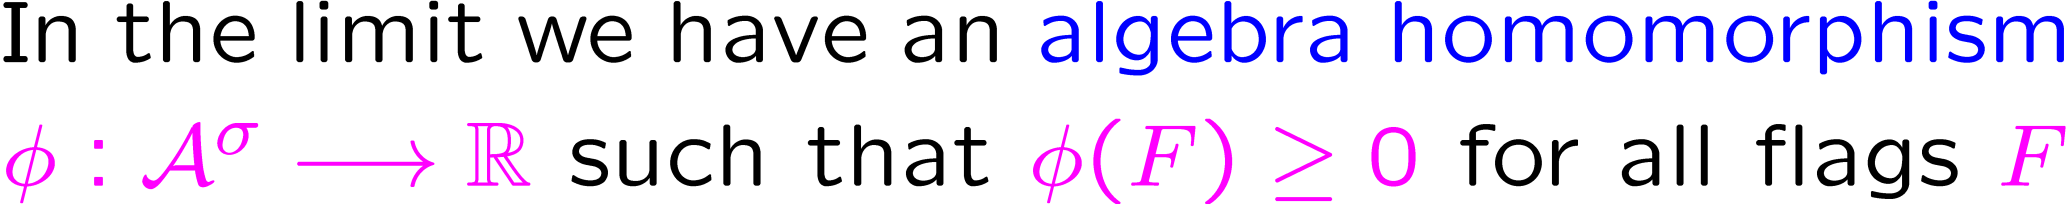 In the limit we have an algebra homomorphism
ϕ : 𝒜^σ ⟶ ℝ such that ϕ(F) ≥ 0 for all flags F